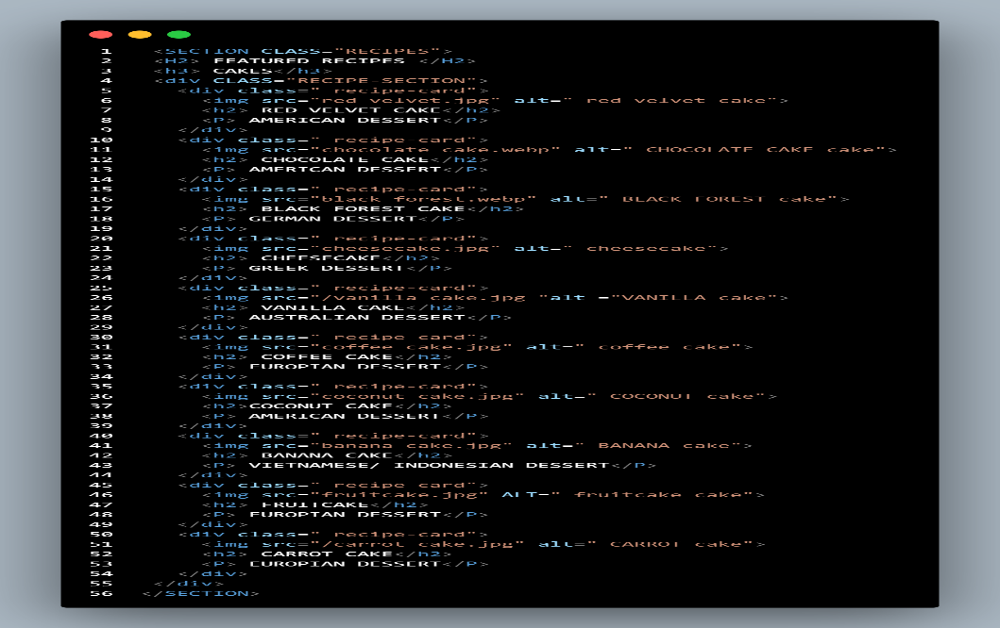 1 <SECTION CLASS="RECIPES">
2 <H2> FEATURED RECIPES </H2>
3 <h3> CAKES</h3>
4 <div CLASS="RECIPE-SECTION">
5 <div class=" recipe-card">
6 <img src="red velvet.jpg" alt=" red velvet cake">
7 <h2> RED VELVET CAKE</h2>
8 <P> AMERICAN DESSERT</P>
9 </div>
10 <div class=" recipe-card">
11 <img src="chocolate cake.webp" alt=" CHOCOLATE CAKE cake">
12 <h2> CHOCOLATE CAKE</h2>
13 <P> AMERICAN DESSERT</P>
14 </div>
15 <div class=" recipe-card">
16 <img src="black forest.webp" alt=" BLACK FOREST cake">
17 <h2> BLACK FOREST CAKE</h2>
18 <P> GERMAN DESSERT</P>
19 </div>
20 <div class=" recipe-card">
21 <img src="cheesecake.jpg" alt=" cheesecake">
22 <h2> CHEESECAKE</h2>
23 <P> GREEK DESSERT</P>
24 </div>
25 <div class=" recipe-card">
26 <img src="/vanilla cake.jpg "alt ="VANILLA cake">
27 <h2> VANILLA CAKE</h2>
28 <P> AUSTRALIAN DESSERT</P>
29 </div>
30 <div class=" recipe-card">
31 <img src="coffee cake.jpg" alt=" coffee cake">
32 <h2> COFFEE CAKE</h2>
33 <P> EUROPIAN DESSERT</P>
34 </div>
35 <div class=" recipe-card">
36 <img src="coconut cake.jpg" alt=" COCONUT cake">
37 <h2>COCONUT CAKE</h2>
38 <P> AMERICAN DESSERT</P>
39 </div>
40 <div class=" recipe-card">
41 <img src="banana cake.jpg" alt=" BANANA cake">
42 <h2> BANANA CAKE</h2>
43 <P> VIETNAMESE/ INDONESIAN DESSERT</P>
44 </div>
45 <div class=" recipe-card">
46 <img src="fruitcake.jpg" ALT=" fruitcake cake">
47 <h2> FRUITCAKE</h2>
48 <P> EUROPIAN DESSERT</P>
49 </div>
50 <div class=" recipe-card">
51 <img src="/carrot cake.jpg" alt=" CARROT cake">
52 <h2> CARROT CAKE</h2>
53 <P> EUROPIAN DESSERT</P>
54 </div>
55 </div>
56 </SECTION>